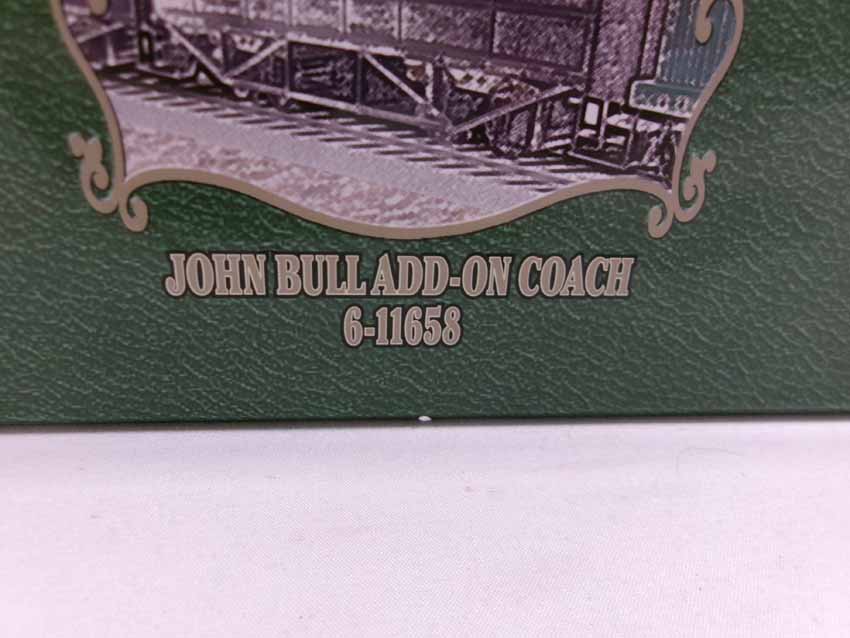 JOHN BULL ADD-ON COACH
6-11658